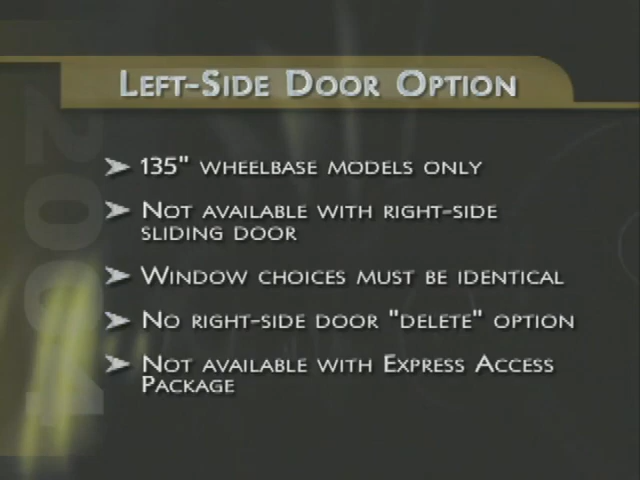 Left-Side Door Option
135" wheelbase models only
Not available with right-side
sliding door
Window choices must be identical
No right-side door "delete" option
Not available with Express Access
Package
2004